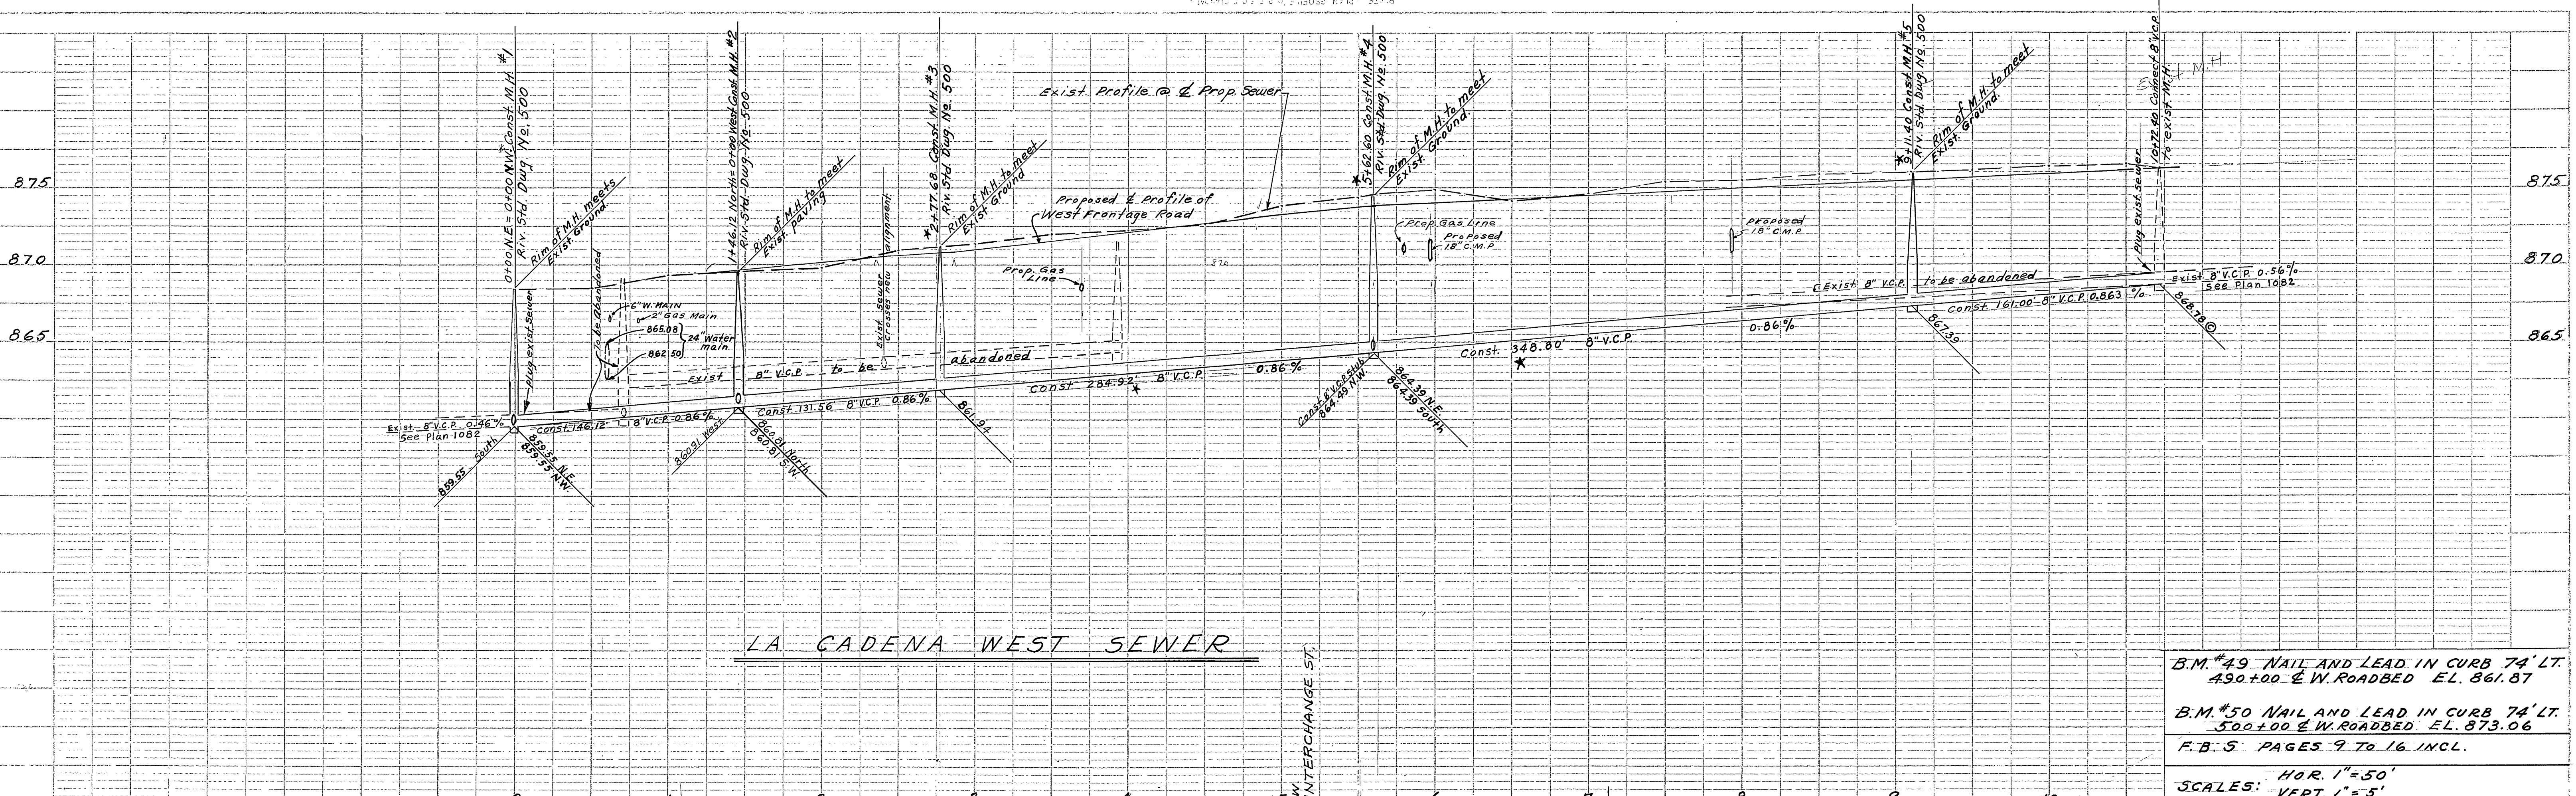 0+00 N.E. = 0+00 N.W. Const. M.H. #1
Riv. Std. Dwg No. 500
Rim of M.H. meets
Exist. Ground.
1+46.12 North = 0+00 West Const M.H. #2
Riv. Std. Dwg. No. 500
Rim of M.H. to meet
Exist. paving
★ 2+77.68 Const. M.H. #3
Riv. Std. Dwg. No. 500
Rim of M.H. to meet
Exist Ground
Exist. Profile @ ℄ Prop. Sewer
★ 5+62.60 Const M.H. #4
Riv. Std. Dwg. No. 500
Rim of M.H. to meet
Exist. Ground.
★ 9+11.40 Const. M.H. #5
Riv. Std. Dwg. No. 500
Rim of M.H. to meet
Exist. Ground.
10+72.40 Connect 8" V.C.P.
To exist. M.H.
M.H.
875
875
870
870
865
865
Plug exist. sewer
To be abandoned
6" W. MAIN
2" Gas Main
865.08
862.50
24" Water
main
Exist sewer
crosses new alignment
Proposed ℄ Profile of
West Frontage Road
870
Prop. Gas
Line
Prop. Gas Line
Proposed
18" C.M.P.
Proposed
18" C.M.P.
Plug exist. sewer
Exist 8" V.C.P. to be abandoned
Exist 8" V.C.P. to be abandoned
Exist. 8" V.C.P. 0.56%
See Plan 1082
Exist. 8" V.C.P. 0.46%
See Plan 1082
Const. 146.12' 8" V.C.P. 0.86%
Const. 131.56 8" V.C.P. 0.86%
Const 284.92' 8" V.C.P. 0.86%
★
Const. 348.80' 8" V.C.P. 0.86%
★
Const. 161.00' 8" V.C.P. 0.863 %
859.55 South
859.55 N.E.
859.55 N.W.
860.91 West
860.81 North
860.81 S.W.
861.94
Const 8" V.C.P. Stub
864.49 N.W.
864.39 N.E.
864.39 South
867.39
868.78 ©
LA CADENA WEST SEWER
INTERCHANGE ST.
B.M. #49 NAIL AND LEAD IN CURB 74' LT.
490+00 ℄ W. ROADBED EL. 861.87
B.M. #50 NAIL AND LEAD IN CURB 74' LT.
500+00 ℄ W. ROADBED EL. 873.06
F.B. 5 PAGES 9 TO 16 INCL.
SCALES: HOR. 1"=50'
VERT. 1"=5'